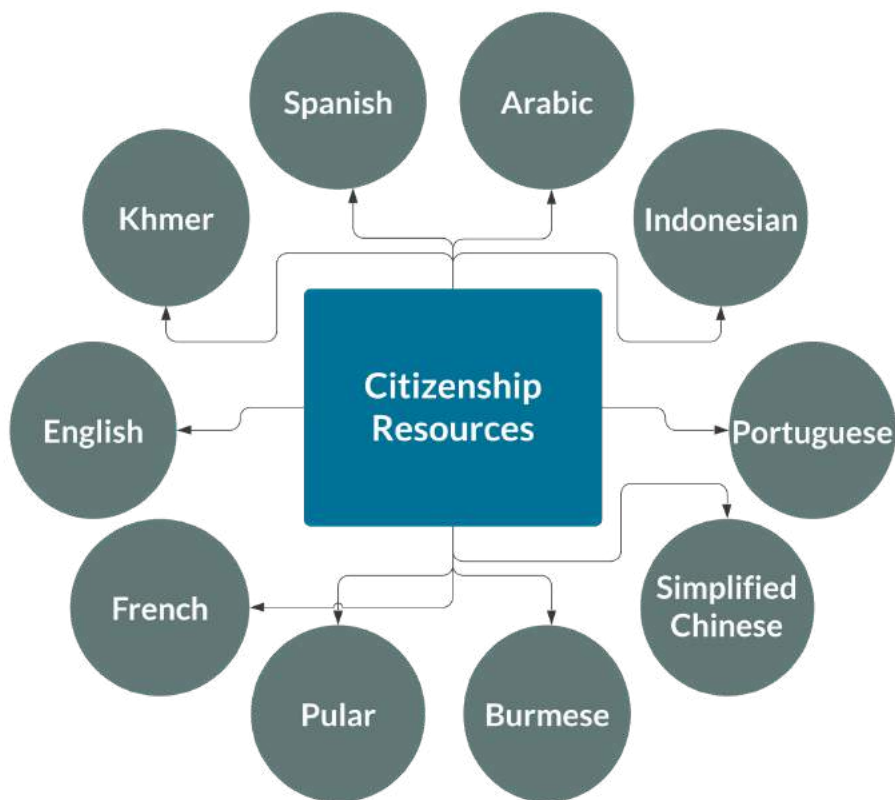 Spanish
Arabic
Khmer
Indonesian
Citizenship
Resources
English
Portuguese
French
Simplified
Chinese
Pular
Burmese